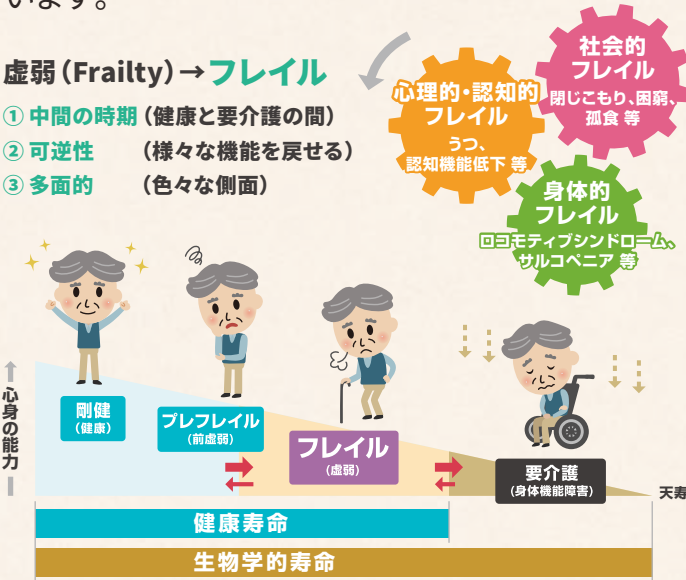 います。
虚弱（Frailty）→フレイル
① 中間の時期（健康と要介護の間）
② 可逆性　（様々な機能を戻せる）
③ 多面的　（色々な側面）
社会的
フレイル
閉じこもり、困窮、
孤食 等
心理的・認知的
フレイル
うつ、
認知機能低下 等
身体的
フレイル
ロコモティブシンドローム、
サルコペニア 等
心身の能力
剛健
（健康）
プレフレイル
（前虚弱）
フレイル
（虚弱）
要介護
（身体機能障害）
天寿
健康寿命
生物学的寿命